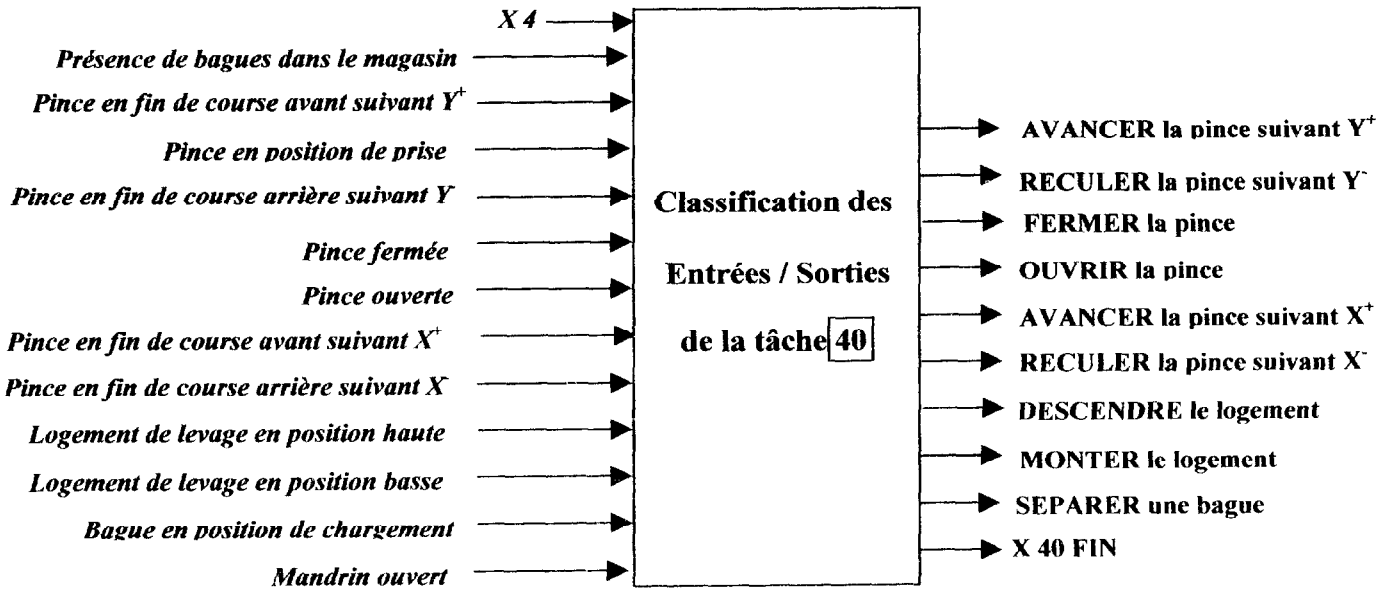 X 4
Présence de bagues dans le magasin
Pince en fin de course avant suivant Y⁺
Pince en position de prise
Pince en fin de course arrière suivant Y⁻
Pince fermée
Pince ouverte
Pince en fin de course avant suivant X⁺
Pince en fin de course arrière suivant X⁻
Logement de levage en position haute
Logement de levage en position basse
Bague en position de chargement
Mandrin ouvert
Classification des
Entrées / Sorties
de la tâche 40
AVANCER la pince suivant Y⁺
RECULER la pince suivant Y⁻
FERMER la pince
OUVRIR la pince
AVANCER la pince suivant X⁺
RECULER la pince suivant X⁻
DESCENDRE le logement
MONTER le logement
SEPARER une bague
X 40 FIN